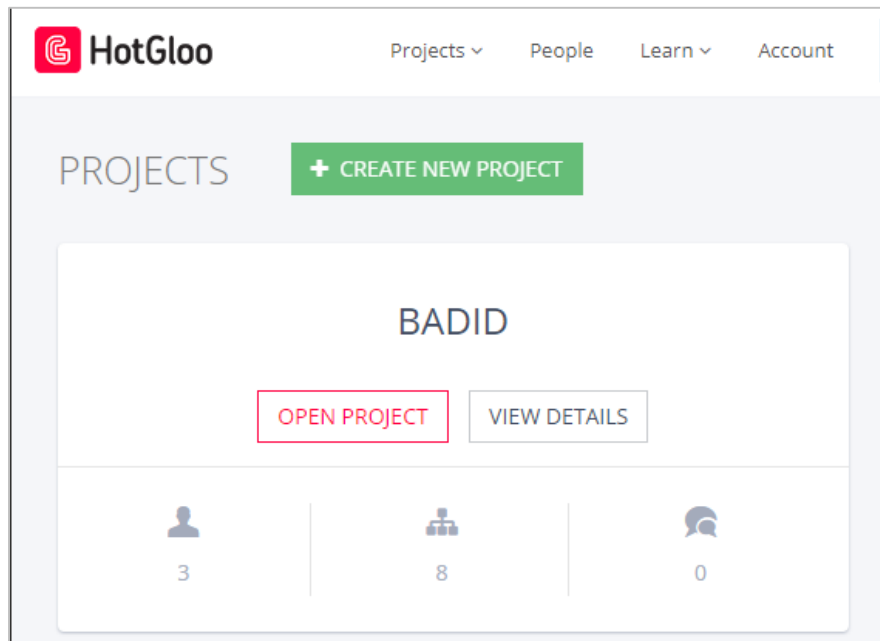 HotGloo
Projects People Learn Account
PROJECTS
+ CREATE NEW PROJECT
BADID
OPEN PROJECT VIEW DETAILS
3 8 0